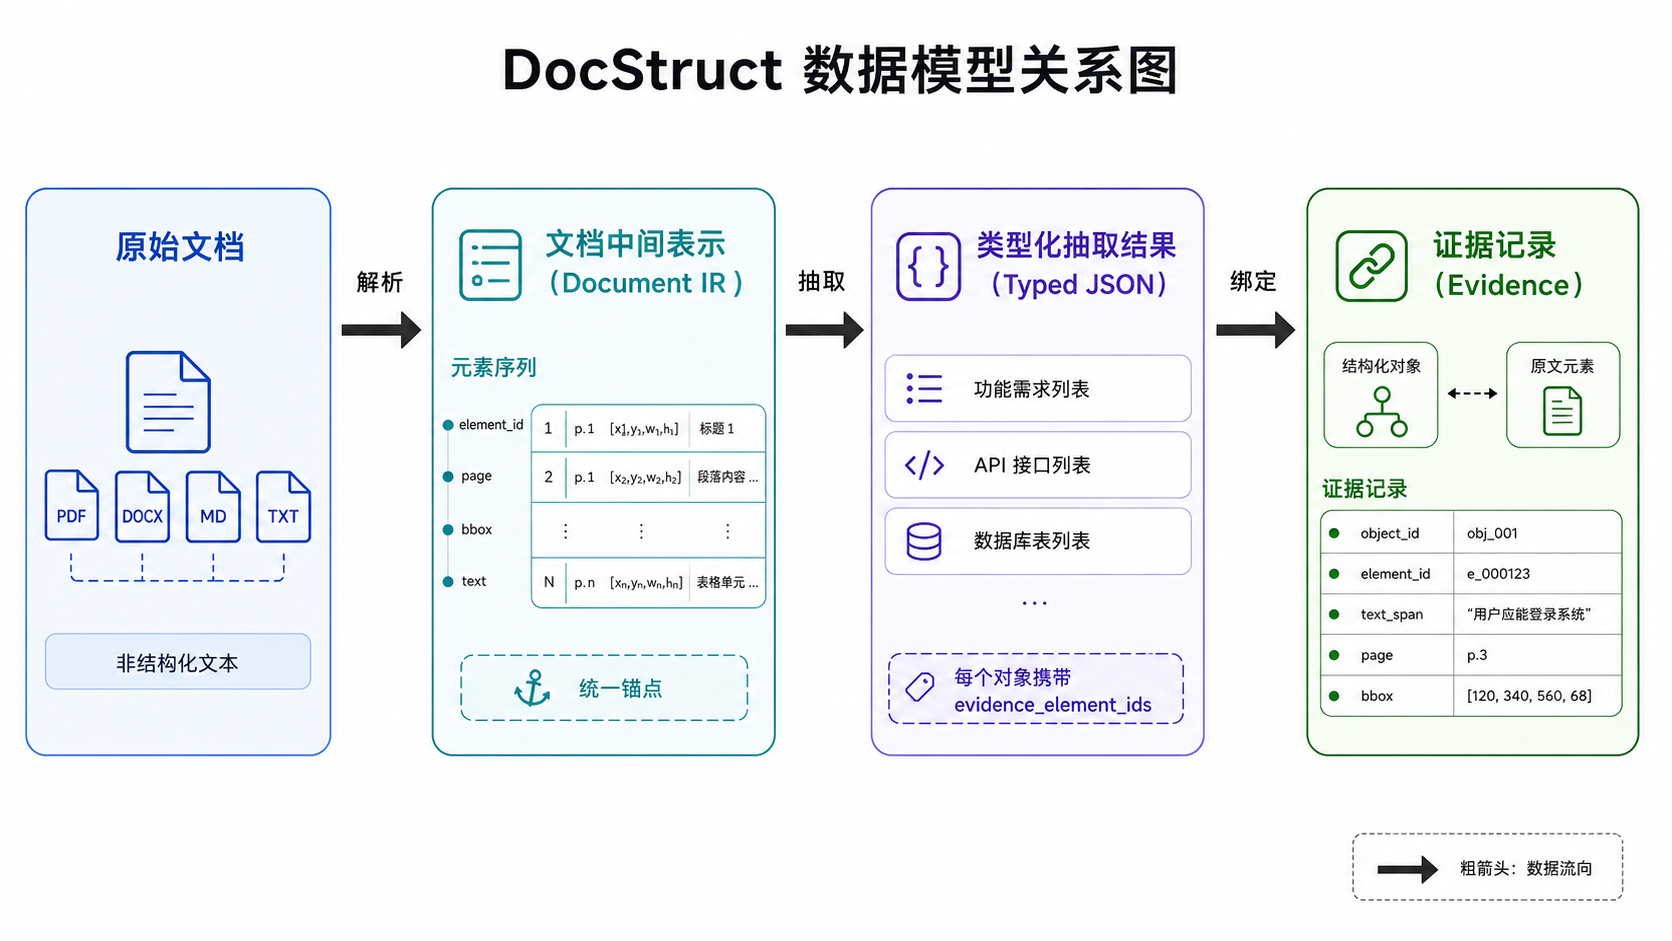 DocStruct 数据模型关系图
原始文档
PDF
DOCX
MD
TXT
非结构化文本
解析
文档中间表示
（Document IR）
元素序列
element_id
page
bbox
text
1 p.1 [x₁,y₁,w₁,h₁] 标题 1
2 p.1 [x₂,y₂,w₂,h₂] 段落内容 ...
⋮ ⋮ ⋮
N p.n [xₙ,yₙ,wₙ,hₙ] 表格单元 ...
统一锚点
抽取
{ }
类型化抽取结果
（Typed JSON）
功能需求列表
</> API 接口列表
数据库表列表
...
每个对象携带
evidence_element_ids
绑定
证据记录
（Evidence）
结构化对象
原文元素
证据记录
object_id obj_001
element_id e_000123
text_span “用户应能登录系统”
page p.3
bbox [120, 340, 560, 68]
粗箭头：数据流向